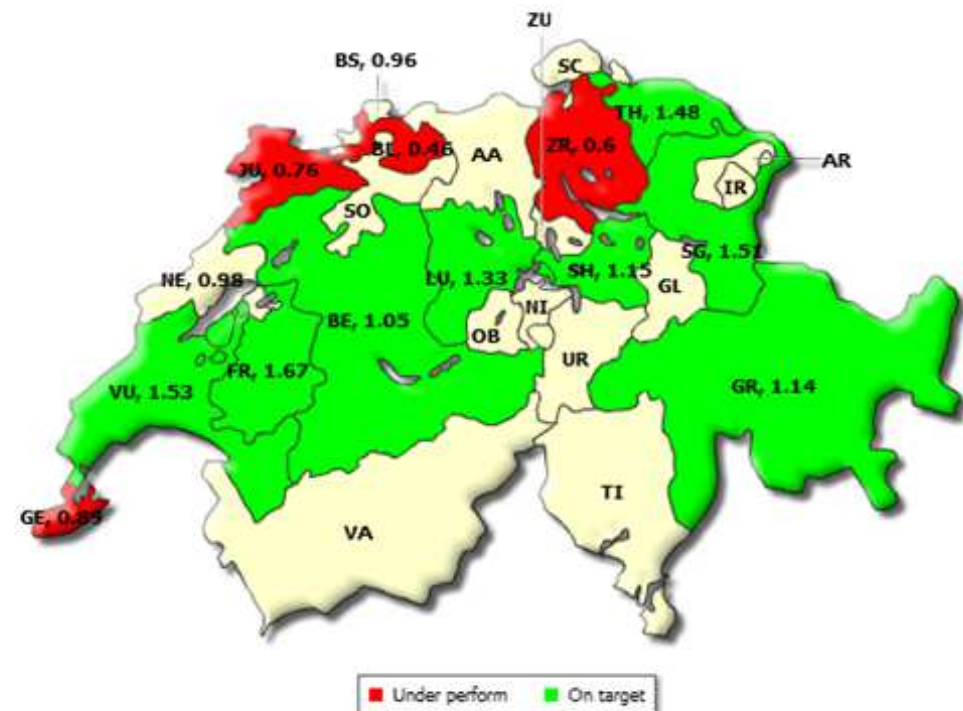 ZU
BS, 0.96
SC
TH, 1.48
BL, 0.46
AA
ZR, 0.6
AR
JU, 0.76
IR
SO
NE, 0.98
LU, 1.33
SH, 1.15
SG, 1.51
GL
NI
BE, 1.05
OB
UR
VU, 1.53
FR, 1.67
GR, 1.14
TI
GE, 0.89
VA
Under perform
On target